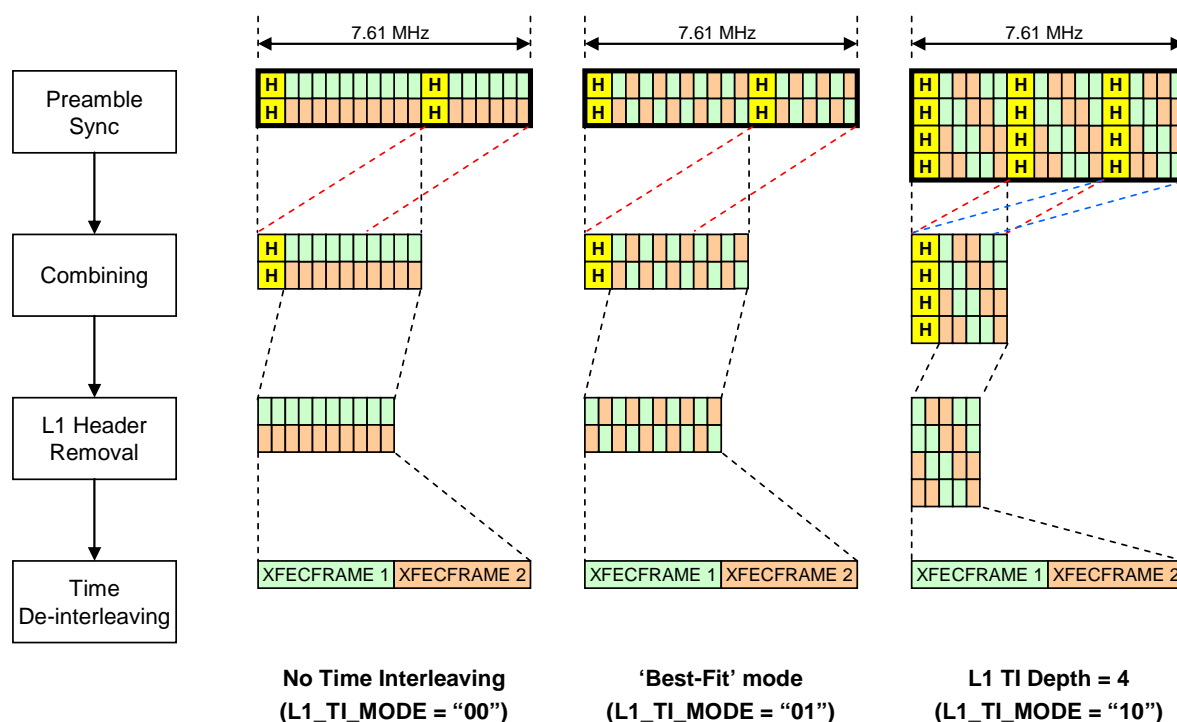 7.61 MHz
7.61 MHz
7.61 MHz
Preamble
Sync
H H
H H
H H
H H
H H H
H H H
H H H
H H H
Combining
H
H
H
H
H
H
H
H
L1 Header
Removal
Time
De-interleaving
XFECFRAME 1 XFECFRAME 2
XFECFRAME 1 XFECFRAME 2
XFECFRAME 1 XFECFRAME 2
No Time Interleaving
(L1_TI_MODE = “00”)
‘Best-Fit’ mode
(L1_TI_MODE = “01”)
L1 TI Depth = 4
(L1_TI_MODE = “10”)